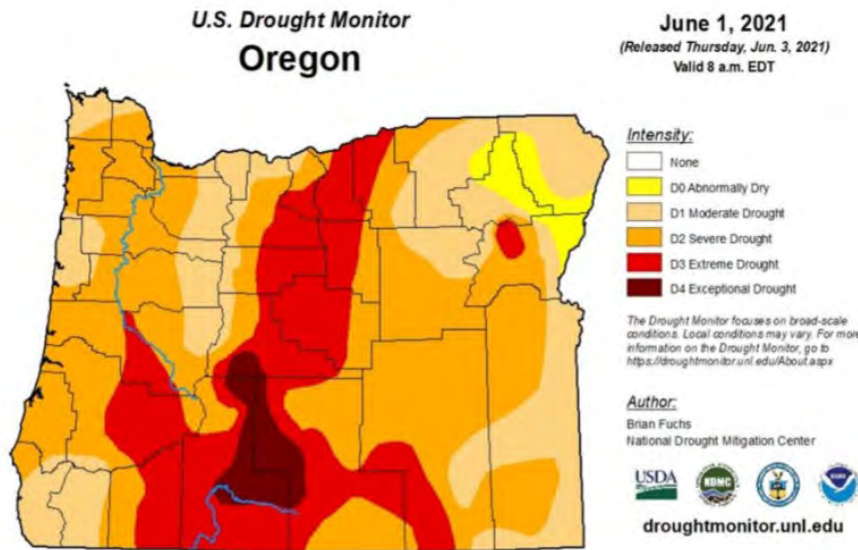 U.S. Drought Monitor
Oregon
June 1, 2021
(Released Thursday, Jun. 3, 2021)
Valid 8 a.m. EDT
Intensity:
None
D0 Abnormally Dry
D1 Moderate Drought
D2 Severe Drought
D3 Extreme Drought
D4 Exceptional Drought
The Drought Monitor focuses on broad-scale
conditions. Local conditions may vary. For more
information on the Drought Monitor, go to
https://droughtmonitor.unl.edu/About.aspx
Author:
Brian Fuchs
National Drought Mitigation Center
USDA
NDMC
droughtmonitor.unl.edu